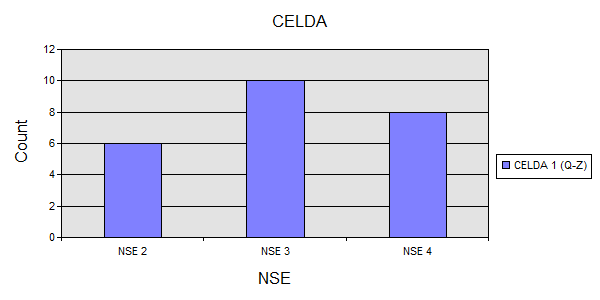 CELDA
12
10
8
6
4
2
0
Count
NSE 2
NSE 3
NSE 4
NSE
CELDA 1 (Q-Z)